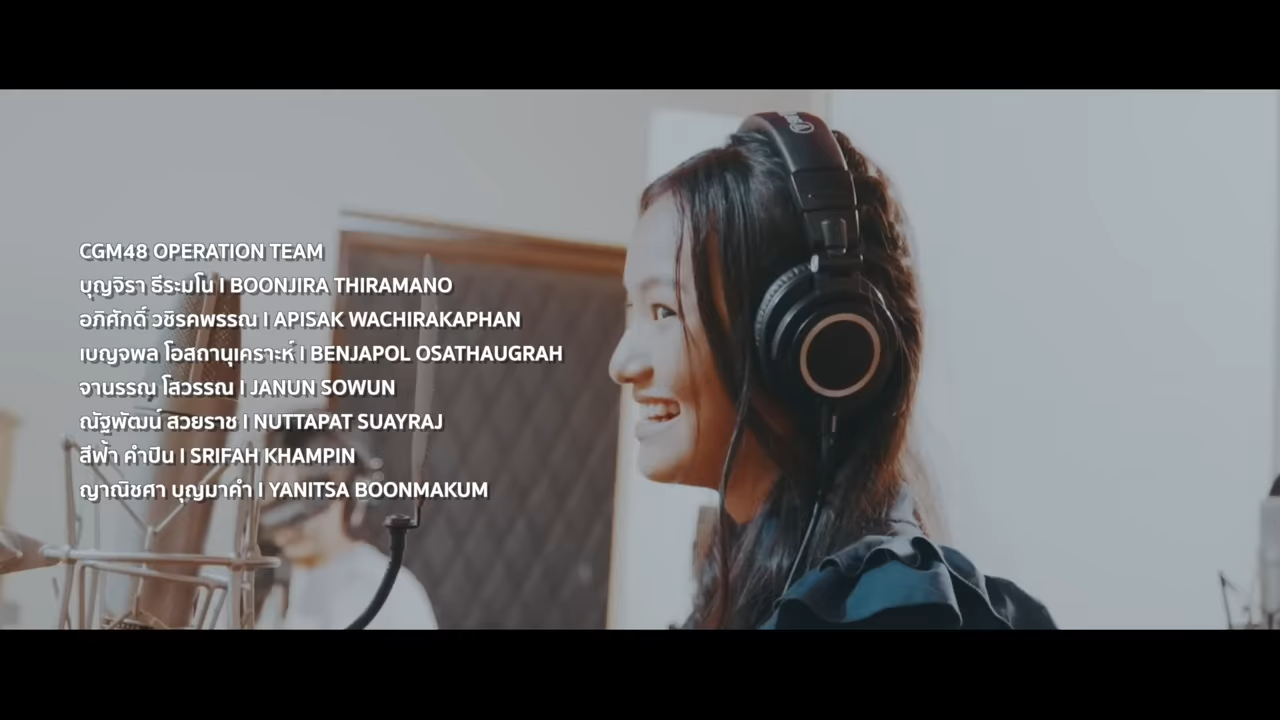 CGM48 OPERATION TEAM
บุญจิรา ธีระมโน I BOONJIRA THIRAMANO
อภิศักดิ์ วชิรคพรรณ I APISAK WACHIRAKAPHAN
เบญจพล โอสถานุเคราะห์ I BENJAPOL OSATHAUGRAH
จานรรณ โสวรรณ I JANUN SOWUN
ณัฐพัฒน์ สวยราช I NUTTAPAT SUAYRAJ
สีฟ้า คำปิน I SRIFAH KHAMPIN
ญาณิชศา บุญมาคำ I YANITSA BOONMAKUM